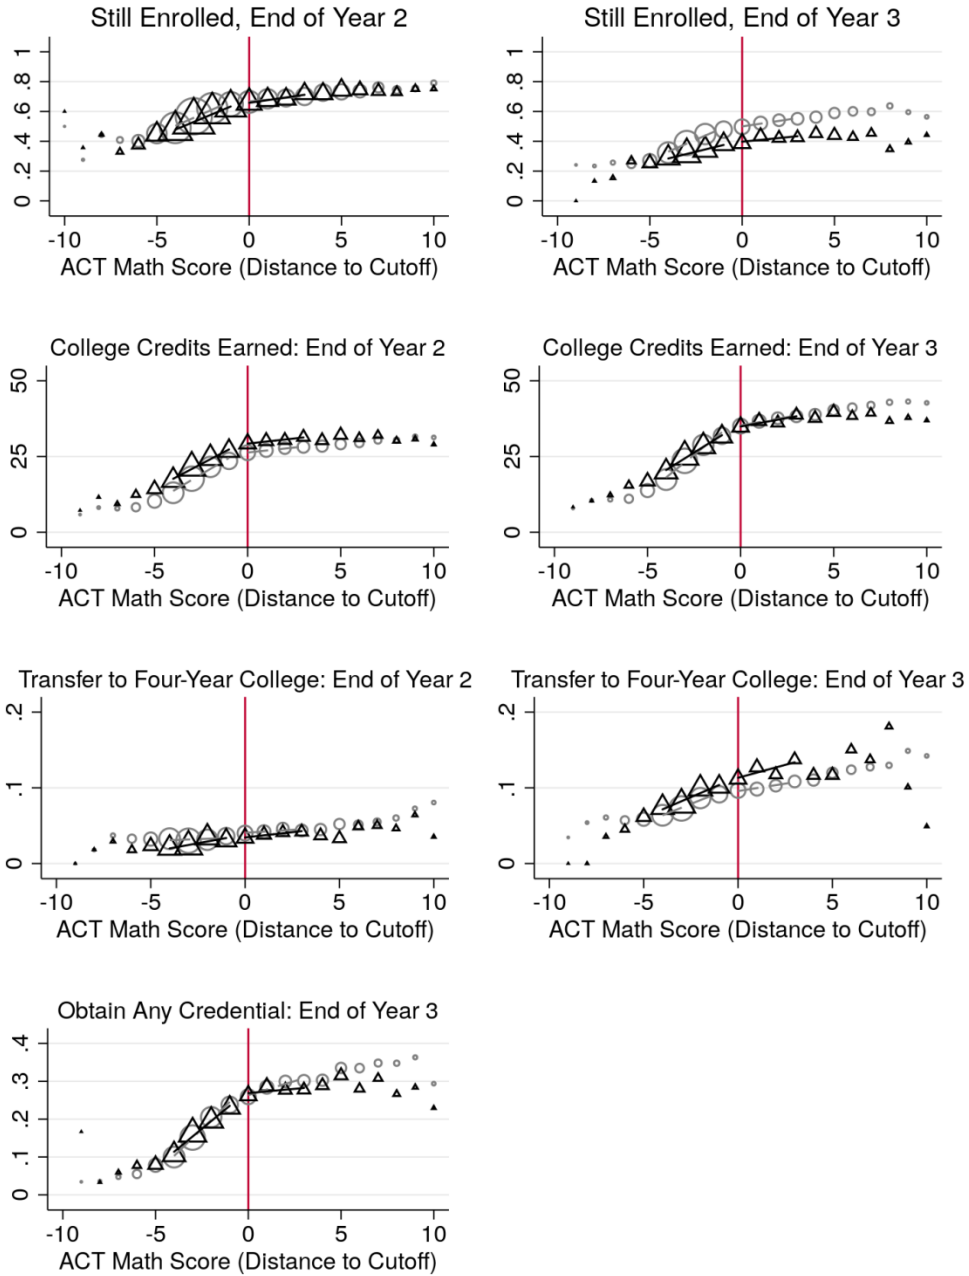 Still Enrolled, End of Year 2
1
.8
.6
.4
.2
0
-10 -5 0 5 10
ACT Math Score (Distance to Cutoff)
Still Enrolled, End of Year 3
1
.8
.6
.4
.2
0
-10 -5 0 5 10
ACT Math Score (Distance to Cutoff)
College Credits Earned: End of Year 2
50
25
0
-10 -5 0 5 10
ACT Math Score (Distance to Cutoff)
College Credits Earned: End of Year 3
50
25
0
-10 -5 0 5 10
ACT Math Score (Distance to Cutoff)
Transfer to Four-Year College: End of Year 2
.2
.1
0
-10 -5 0 5 10
ACT Math Score (Distance to Cutoff)
Transfer to Four-Year College: End of Year 3
.2
.1
0
-10 -5 0 5 10
ACT Math Score (Distance to Cutoff)
Obtain Any Credential: End of Year 3
.4
.3
.2
.1
0
-10 -5 0 5 10
ACT Math Score (Distance to Cutoff)